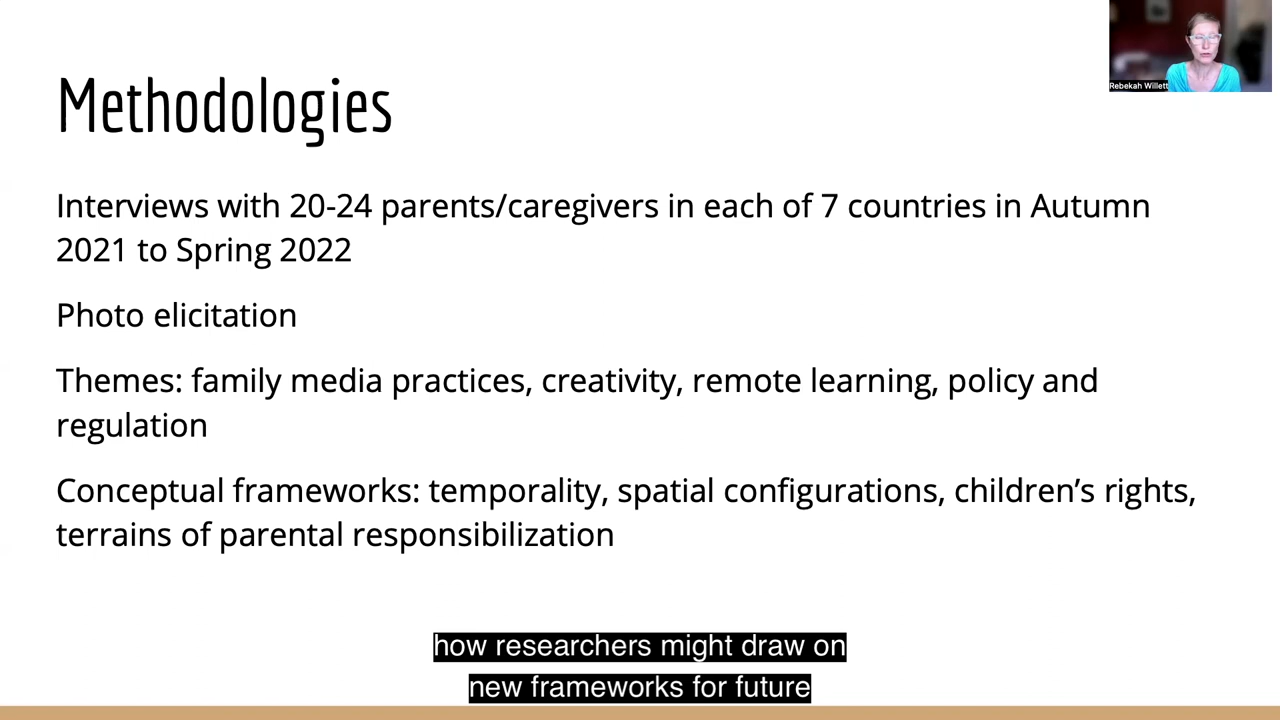 Rebekah Willett
Methodologies
Interviews with 20-24 parents/caregivers in each of 7 countries in Autumn
2021 to Spring 2022
Photo elicitation
Themes: family media practices, creativity, remote learning, policy and
regulation
Conceptual frameworks: temporality, spatial configurations, children’s rights,
terrains of parental responsibilization
how researchers might draw on
new frameworks for future